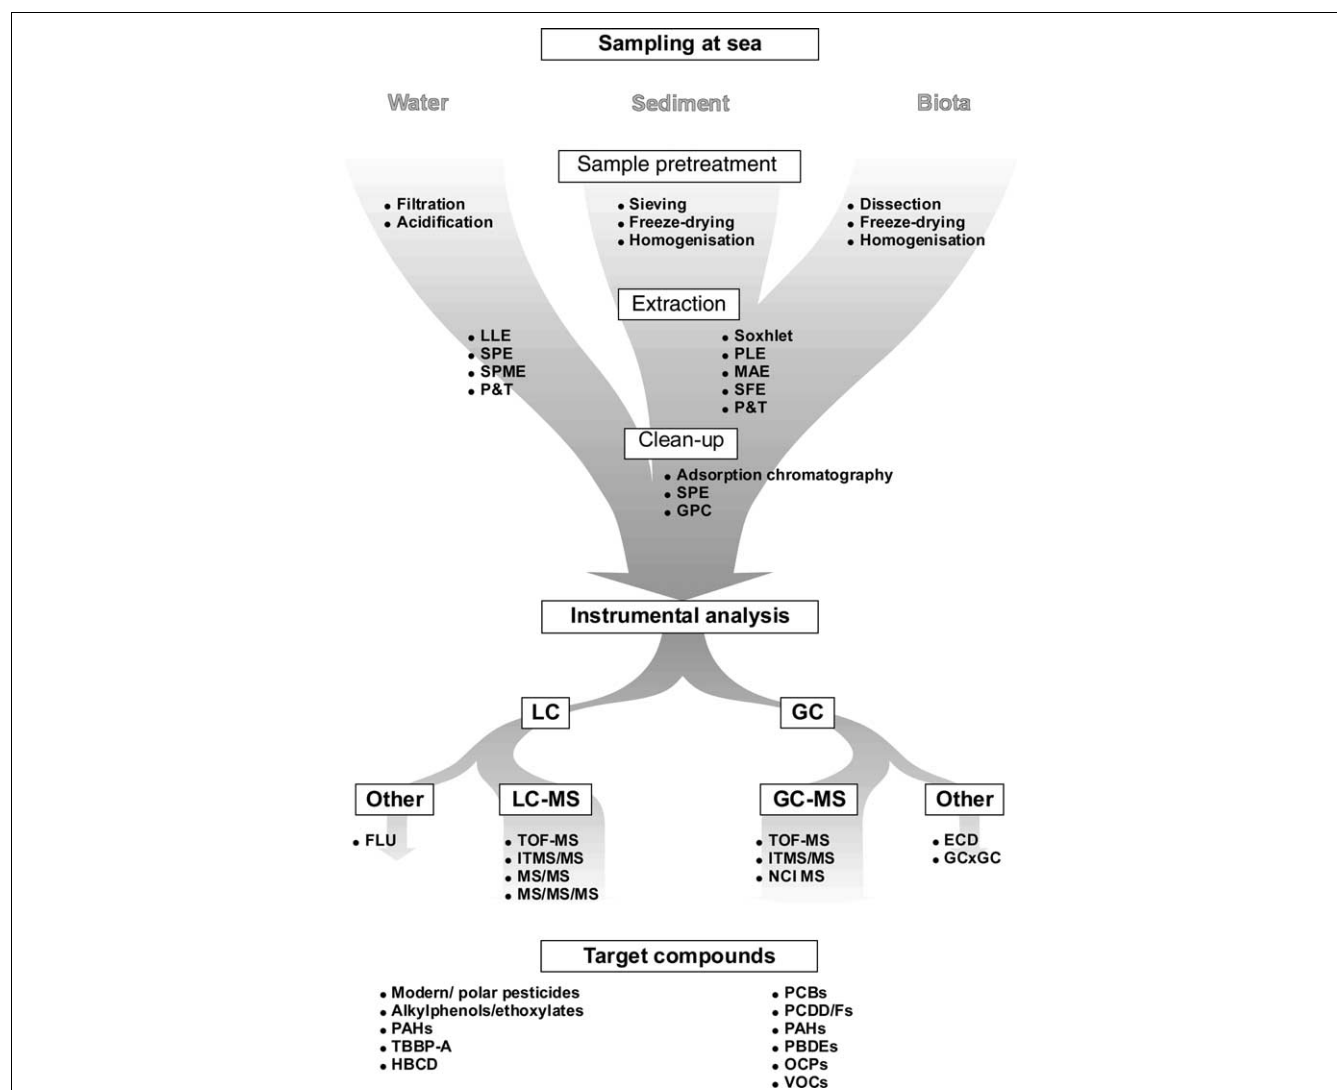 Sampling at sea
Water Sediment Biota
Sample pretreatment
• Filtration
• Acidification
• Sieving
• Freeze-drying
• Homogenisation
• Dissection
• Freeze-drying
• Homogenisation
Extraction
• LLE
• SPE
• SPME
• P&T
• Soxhlet
• PLE
• MAE
• SFE
• P&T
Clean-up
• Adsorption chromatography
• SPE
• GPC
Instrumental analysis
LC GC
Other LC-MS GC-MS Other
• FLU
• TOF-MS
• ITMS/MS
• MS/MS
• MS/MS/MS
• TOF-MS
• ITMS/MS
• NCI MS
• ECD
• GCxGC
Target compounds
• Modern/ polar pesticides
• Alkylphenols/ethoxylates
• PAHs
• TBBP-A
• HBCD
• PCBs
• PCDD/Fs
• PAHs
• PBDEs
• OCPs
• VOCs